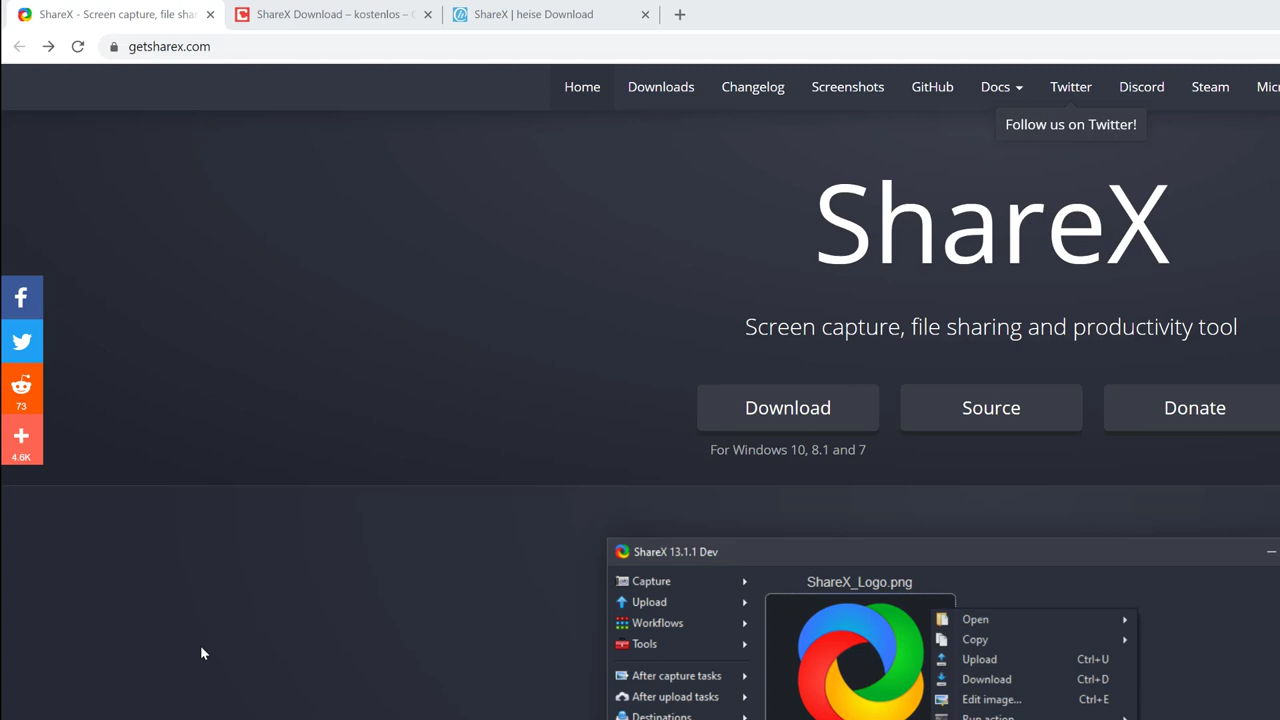 ShareX - Screen capture, file sha
ShareX Download – kostenlos –
ShareX | heise Download
getsharex.com
Home
Downloads
Changelog
Screenshots
GitHub
Docs
Twitter
Discord
Steam
Follow us on Twitter!
ShareX
Screen capture, file sharing and productivity tool
73
4.6K
Download
Source
Donate
For Windows 10, 8.1 and 7
ShareX 13.1.1 Dev
Capture
Upload
Workflows
Tools
After capture tasks
After upload tasks
Destinations
ShareX_Logo.png
Open
Copy
Upload Ctrl+U
Download Ctrl+D
Edit image... Ctrl+E
Run action